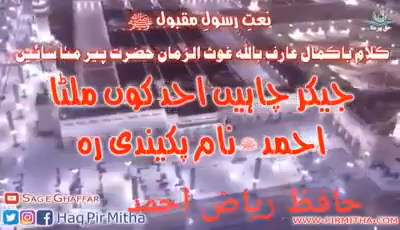 نعت رسول مقبول ﷺ
کلام باکمال عارف بالله غوث الزمان حضرت پیر مٹھا سائیں
جیکر چاہیں احد کوں ملنا
احمد ﷺ نام پکیندی رہ
حافظ ریاض احمد
SAGE GHAFFAR
Haq Pir Mitha
WWW.PIRMITHA.COM